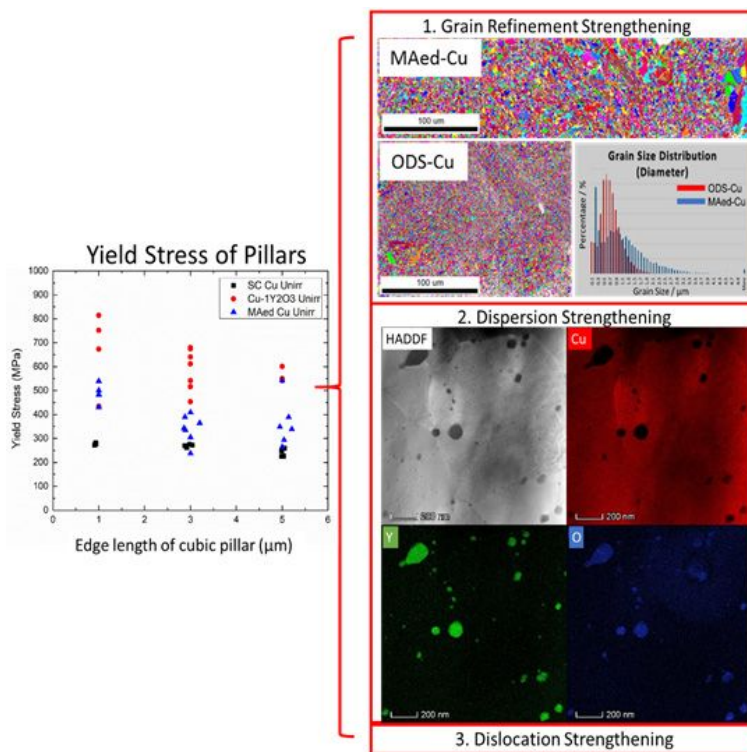 1. Grain Refinement Strengthening
MAed-Cu
100 um
ODS-Cu
100 um
Grain Size Distribution
(Diameter)
ODS-Cu
MAed-Cu
Percentage / %
Grain Size / μm
Yield Stress of Pillars
SC Cu Unirr
Cu-1Y2O3 Unirr
MAed Cu Unirr
Yield Stress (MPa)
1000
900
800
700
600
500
400
300
200
100
0
0 1 2 3 4 5 6
Edge length of cubic pillar (μm)
2. Dispersion Strengthening
HADDF
Cu
200 nm
Y
O
200 nm
200 nm
3. Dislocation Strengthening